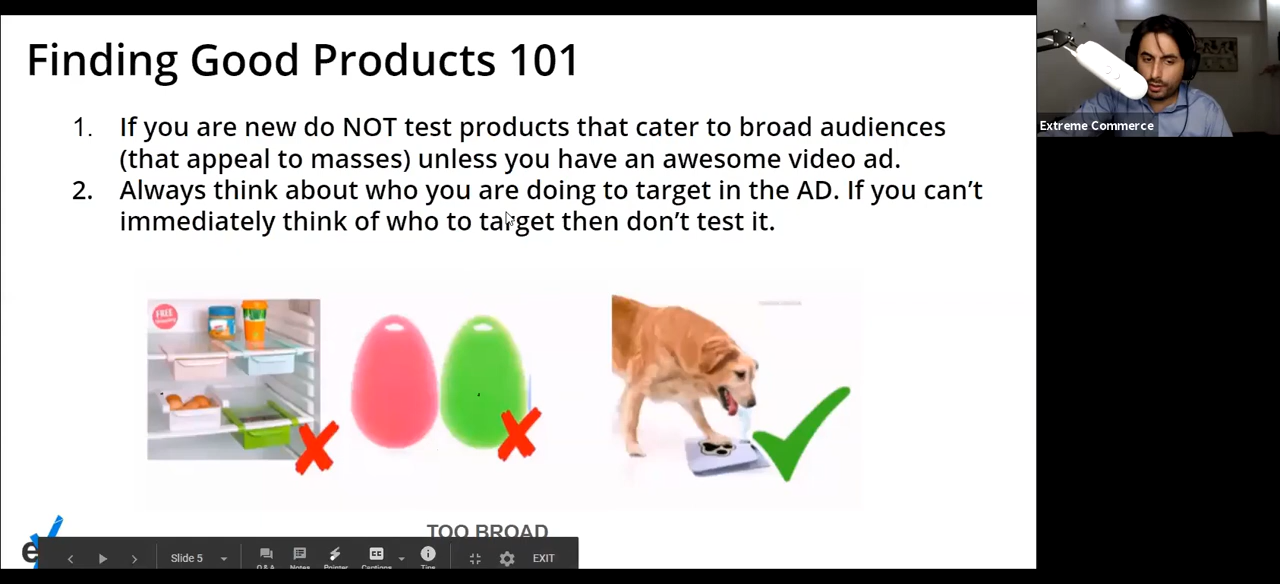 Finding Good Products 101
Extreme Commerce
1. If you are new do NOT test products that cater to broad audiences
(that appeal to masses) unless you have an awesome video ad.
2. Always think about who you are doing to target in the AD. If you can't
immediately think of who to target then don't test it.
FREE
TOO BROAD
e
Slide 5
CC
Q & A
Notes
Pointer
Captions
Tips
EXIT